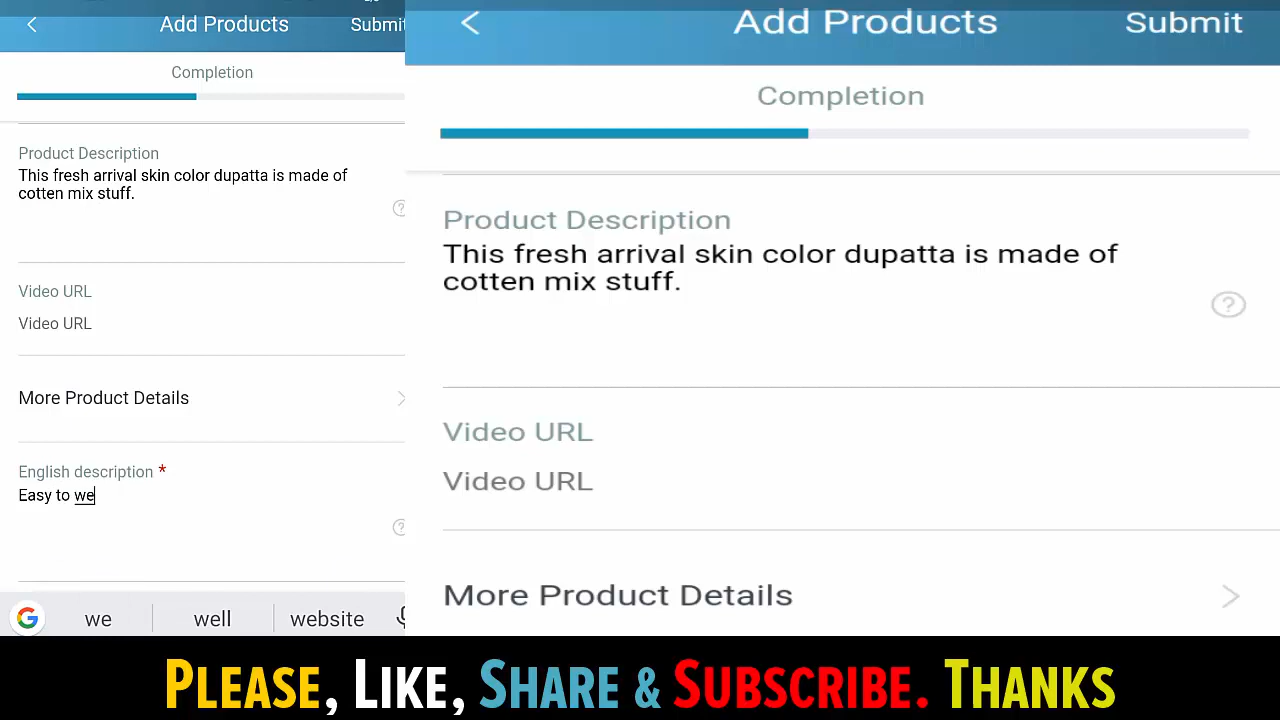 Add Products
Submit
Completion
Product Description
This fresh arrival skin color dupatta is made of
cotten mix stuff.
Video URL
Video URL
More Product Details
English description *
Easy to we
we
well
website
Add Products
Submit
Completion
Product Description
This fresh arrival skin color dupatta is made of
cotten mix stuff.
Video URL
Video URL
More Product Details
PLEASE, LIKE, SHARE & SUBSCRIBE. THANKS